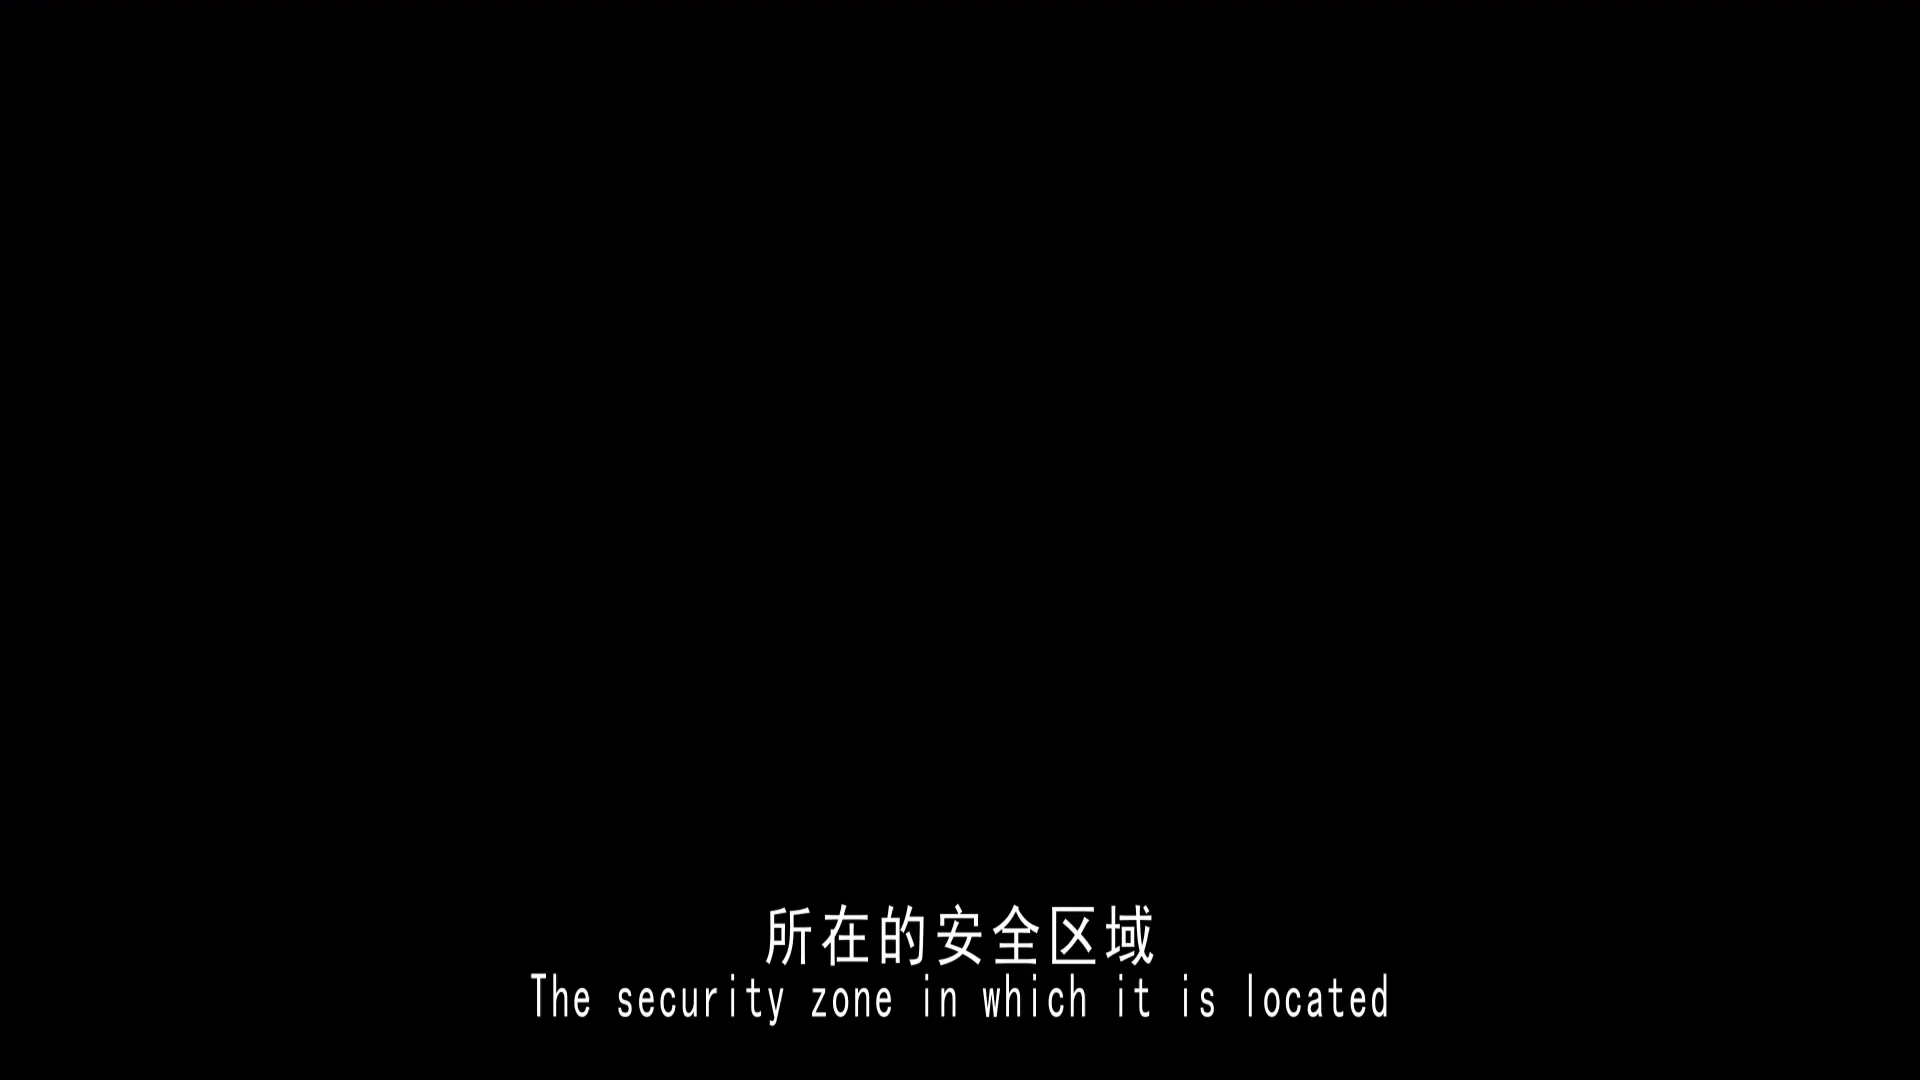 所在的安全区域
The security zone in which it is located